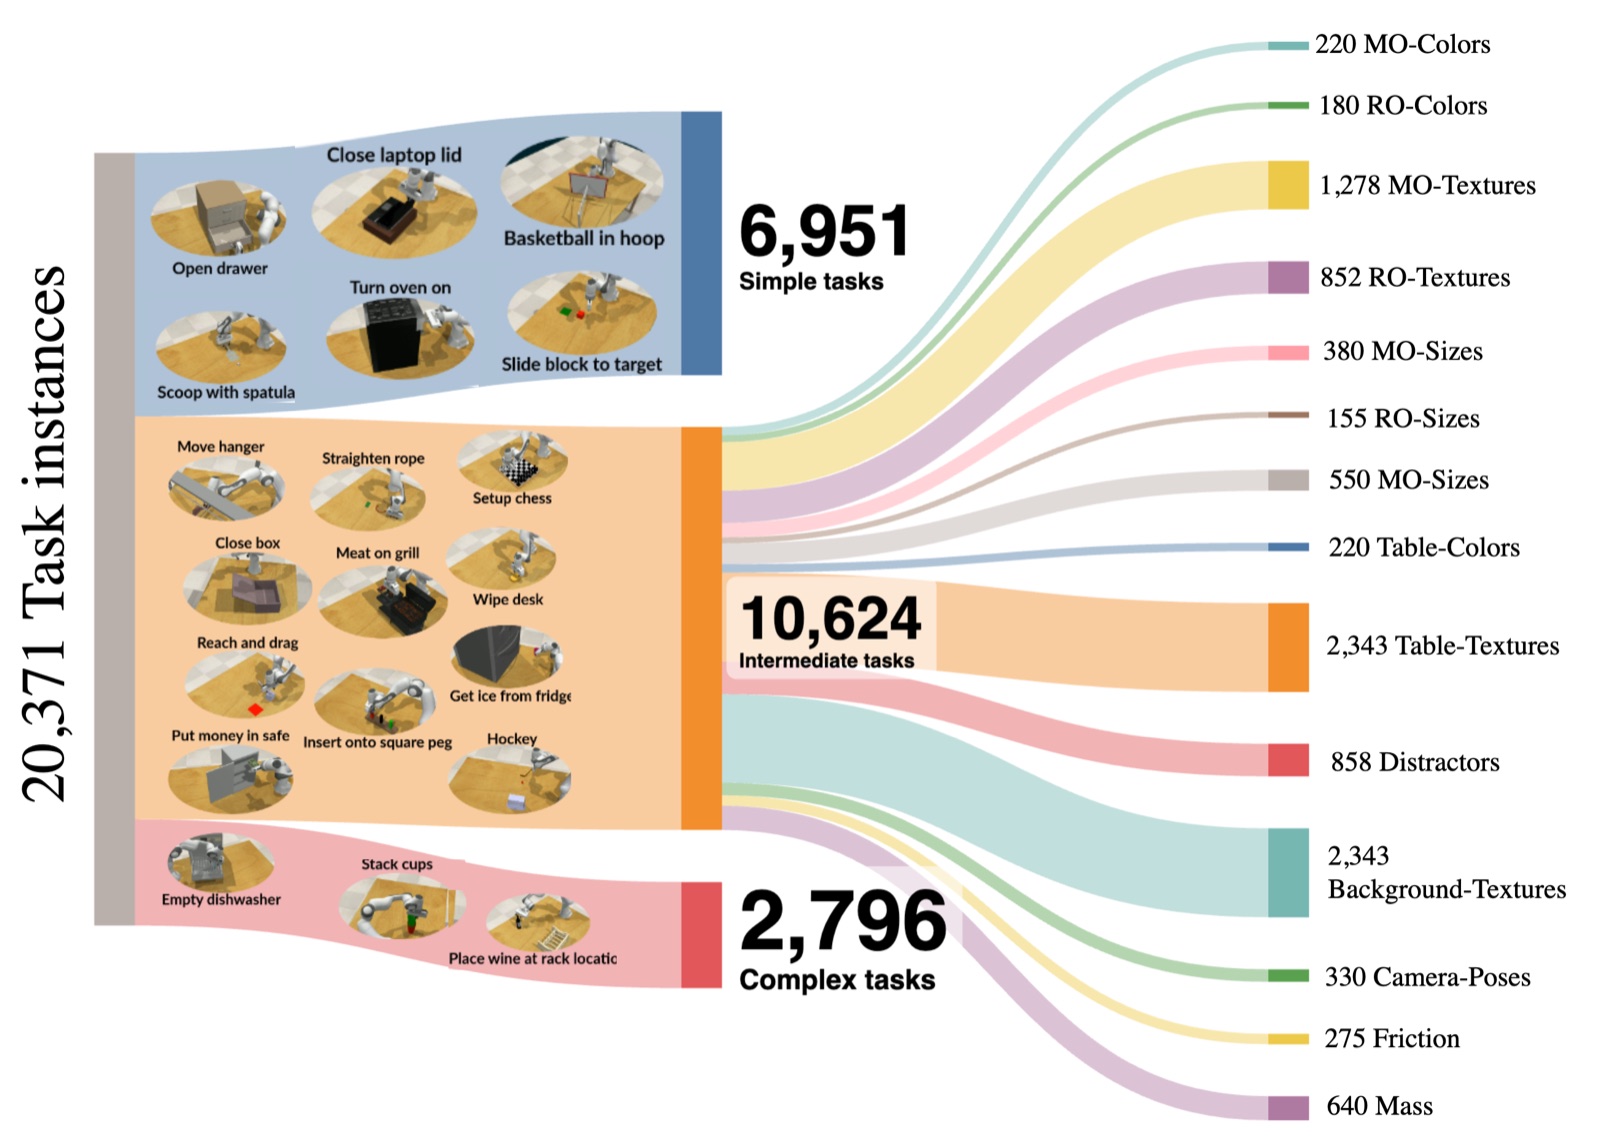 20,371 Task instances
Close laptop lid
Open drawer
Basketball in hoop
Turn oven on
Scoop with spatula
Slide block to target
6,951
Simple tasks
Move hanger
Straighten rope
Setup chess
Close box
Meat on grill
Wipe desk
Reach and drag
Get ice from fridge
Put money in safe
Insert onto square peg
Hockey
10,624
Intermediate tasks
Empty dishwasher
Stack cups
Place wine at rack locatic
2,796
Complex tasks
220 MO-Colors
180 RO-Colors
1,278 MO-Textures
852 RO-Textures
380 MO-Sizes
155 RO-Sizes
550 MO-Sizes
220 Table-Colors
2,343 Table-Textures
858 Distractors
2,343
Background-Textures
330 Camera-Poses
275 Friction
640 Mass